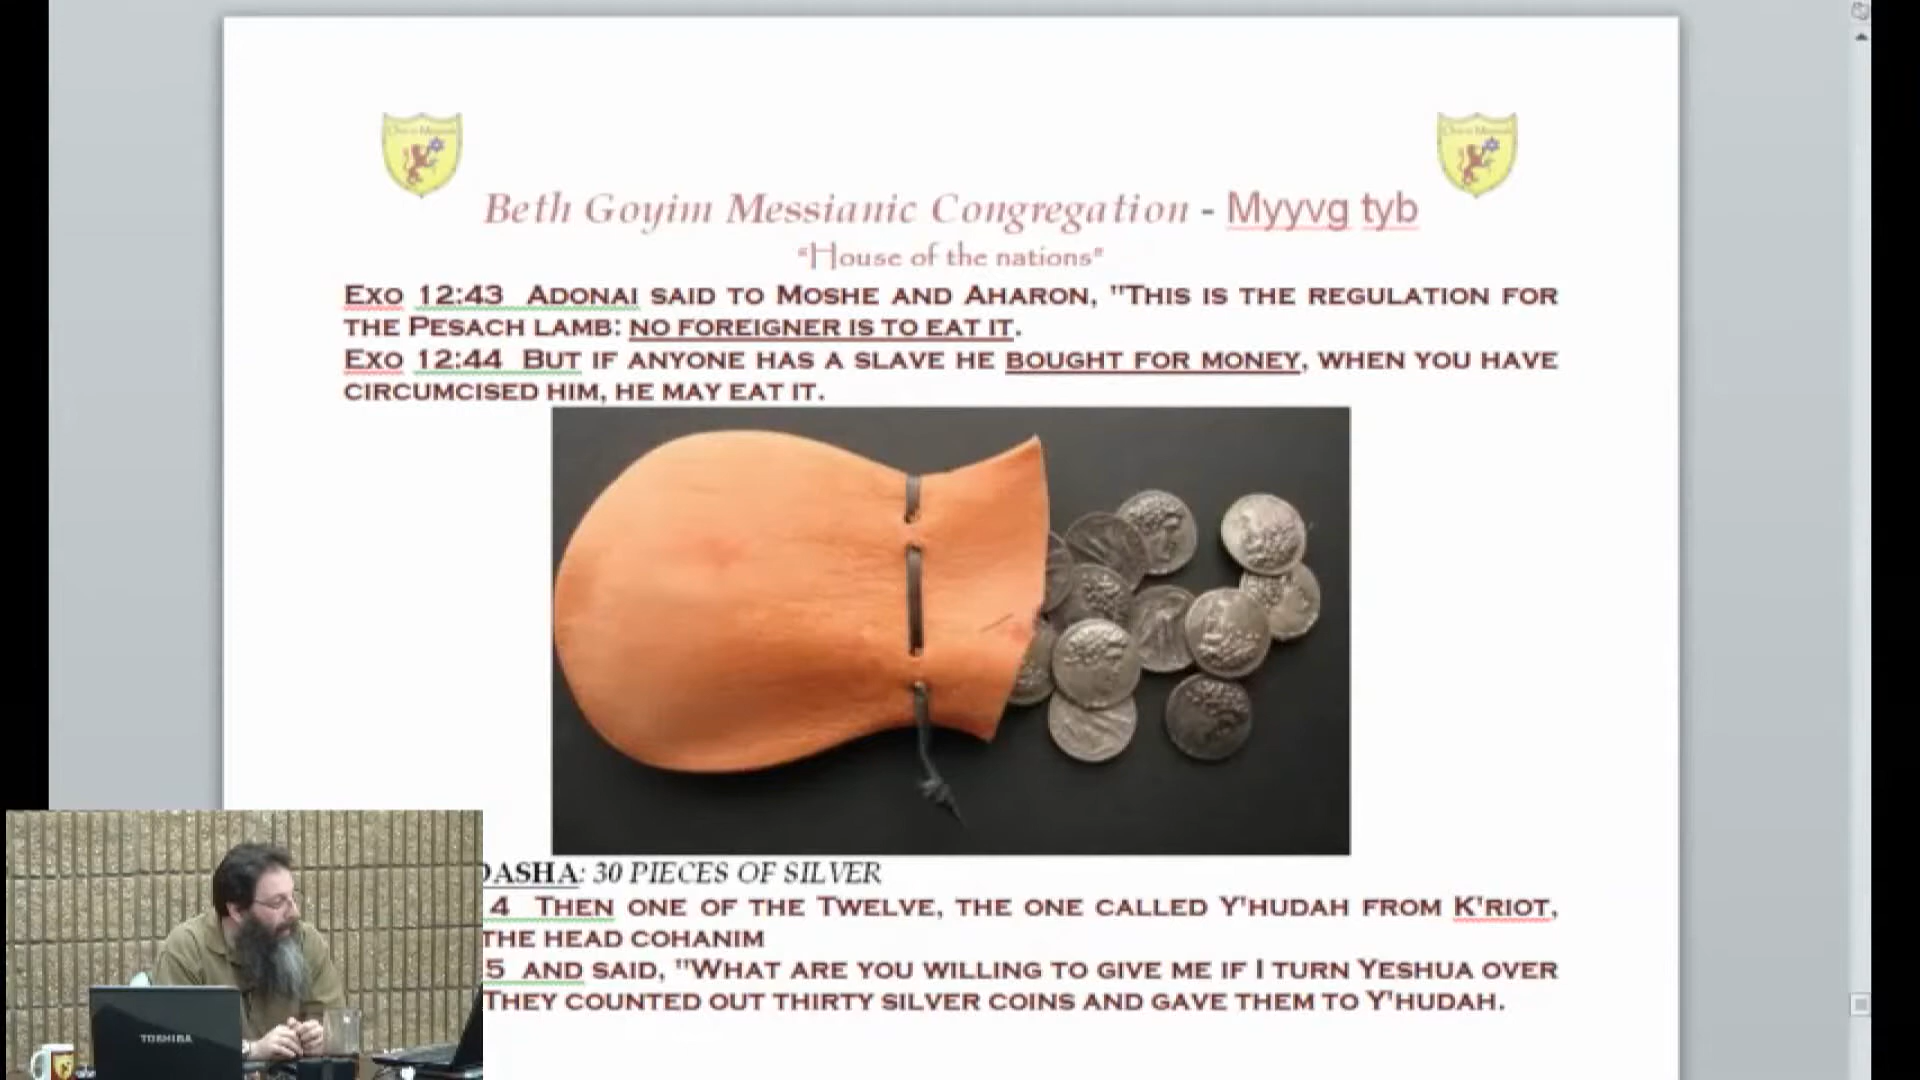 Beth Goyim Messianic Congregation - Myyvg tyb
"House of the nations"
EXO 12:43 ADONAI SAID TO MOSHE AND AHARON, "THIS IS THE REGULATION FOR
THE PESACH LAMB: NO FOREIGNER IS TO EAT IT.
EXO 12:44 BUT IF ANYONE HAS A SLAVE HE BOUGHT FOR MONEY, WHEN YOU HAVE
CIRCUMCISED HIM, HE MAY EAT IT.
DASHA: 30 PIECES OF SILVER
4 THEN ONE OF THE TWELVE, THE ONE CALLED Y'HUDAH FROM K'RIOT,
THE HEAD COHANIM
5 AND SAID, "WHAT ARE YOU WILLING TO GIVE ME IF I TURN YESHUA OVER
THEY COUNTED OUT THIRTY SILVER COINS AND GAVE THEM TO Y'HUDAH.
TOSHIBA